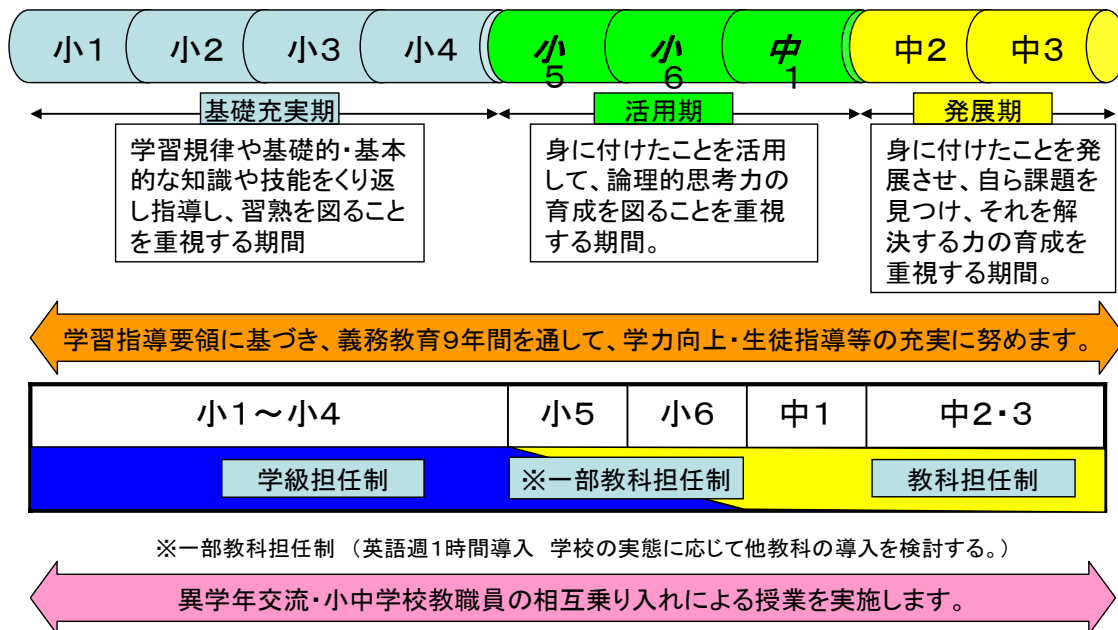 小1 小2 小3 小4 小5 小6 中1 中2 中3
基礎充実期
学習規律や基礎的・基本
的な知識や技能をくり返
し指導し、習熟を図ること
を重視する期間
活用期
身に付けたことを活用
して、論理的思考力の
育成を図ることを重視
する期間。
発展期
身に付けたことを発
展させ、自ら課題を
見つけ、それを解
決する力の育成を
重視する期間。
学習指導要領に基づき、義務教育9年間を通して、学力向上・生徒指導等の充実に努めます。
小1～小4 小5 小6 中1 中2・3
学級担任制 ※一部教科担任制 教科担任制
※一部教科担任制 （英語週1時間導入 学校の実態に応じて他教科の導入を検討する。）
異学年交流・小中学校教職員の相互乗り入れによる授業を実施します。